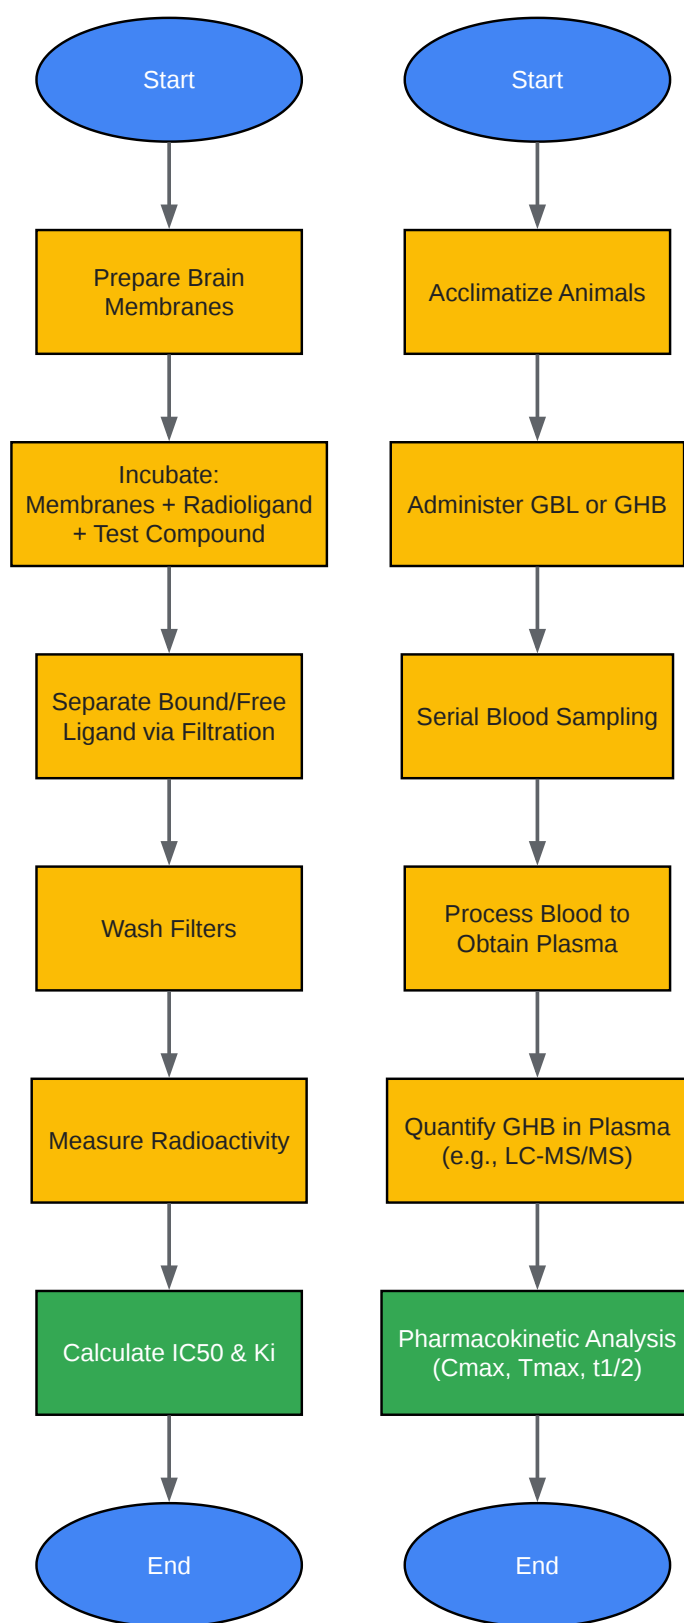 Start
Prepare Brain
Membranes
Incubate:
Membranes + Radioligand
+ Test Compound
Separate Bound/Free
Ligand via Filtration
Wash Filters
Measure Radioactivity
Calculate IC50 & Ki
End
Start
Acclimatize Animals
Administer GBL or GHB
Serial Blood Sampling
Process Blood to
Obtain Plasma
Quantify GHB in Plasma
(e.g., LC-MS/MS)
Pharmacokinetic Analysis
(Cmax, Tmax, t1/2)
End